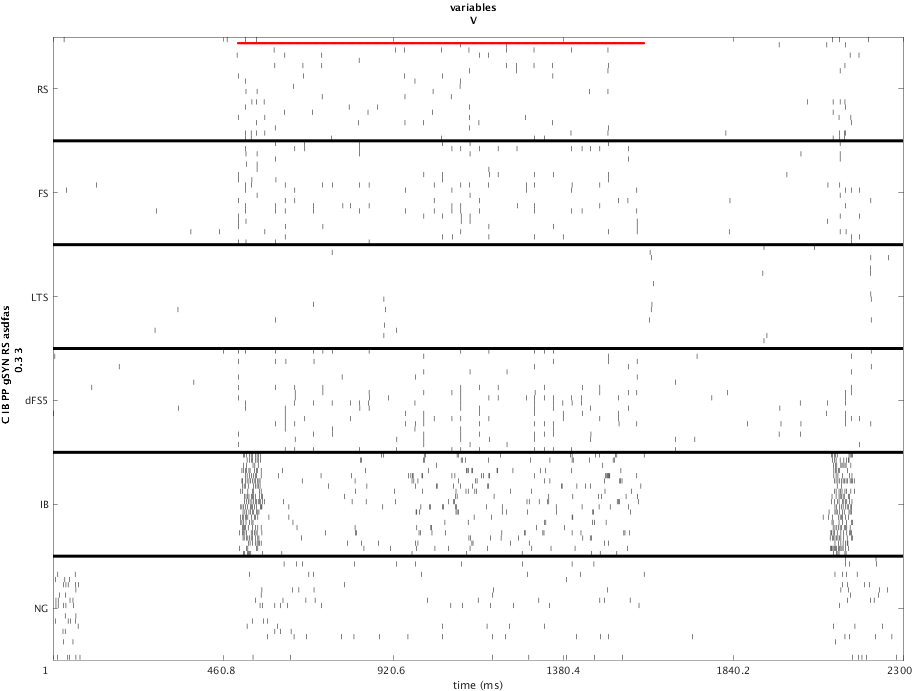 variables
V
RS
FS
LTS
dFS5
IB
NG
C IB PP gSYN RS asdfas
0.3 3
1
460.8
920.6
1380.4
1840.2
2300
time (ms)